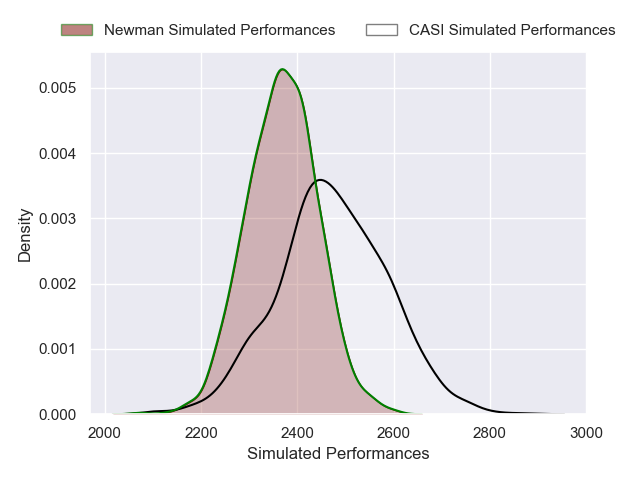 Newman Simulated Performances CASI Simulated Performances
0.005
0.004
0.003
0.002
0.001
0.000
Density
2000 2200 2400 2600 2800 3000
Simulated Performances